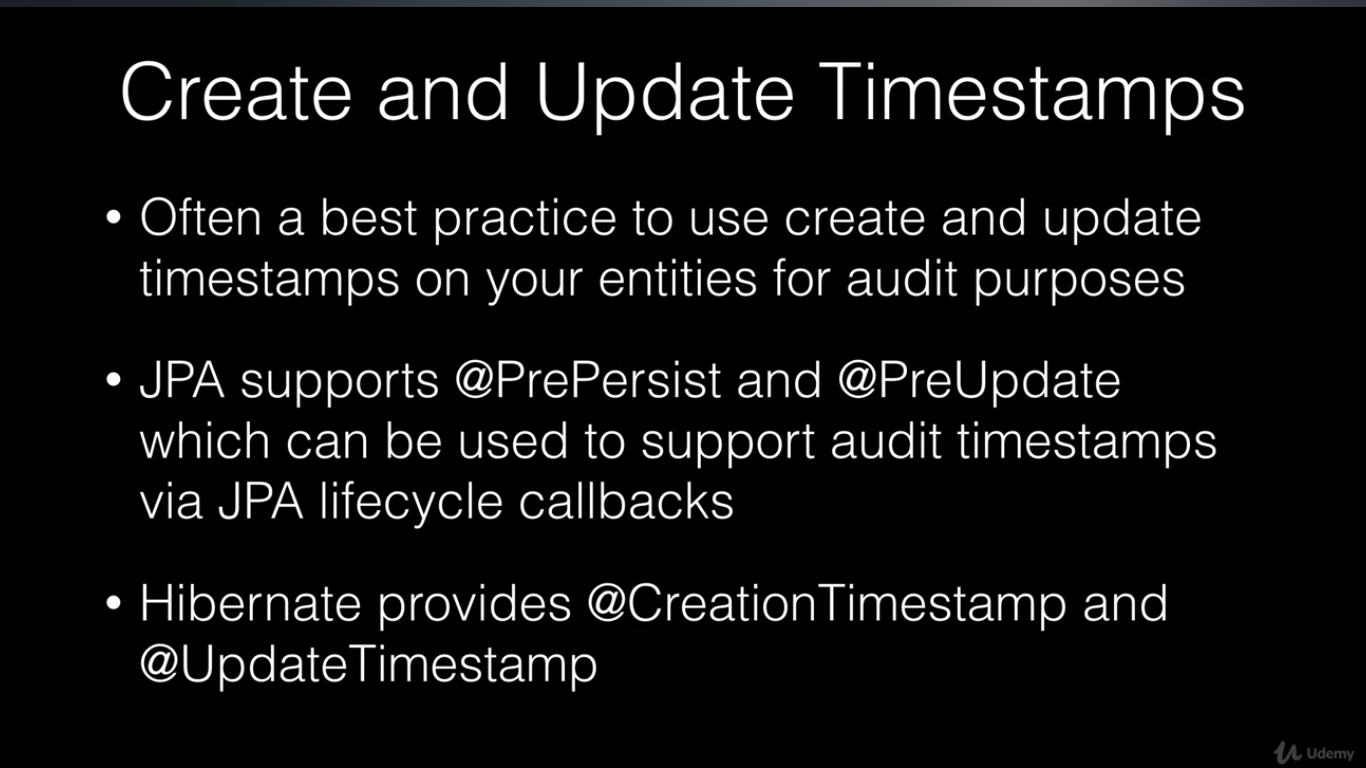 Create and Update Timestamps
• Often a best practice to use create and update
timestamps on your entities for audit purposes
• JPA supports @PrePersist and @PreUpdate
which can be used to support audit timestamps
via JPA lifecycle callbacks
• Hibernate provides @CreationTimestamp and
@UpdateTimestamp
Udemy